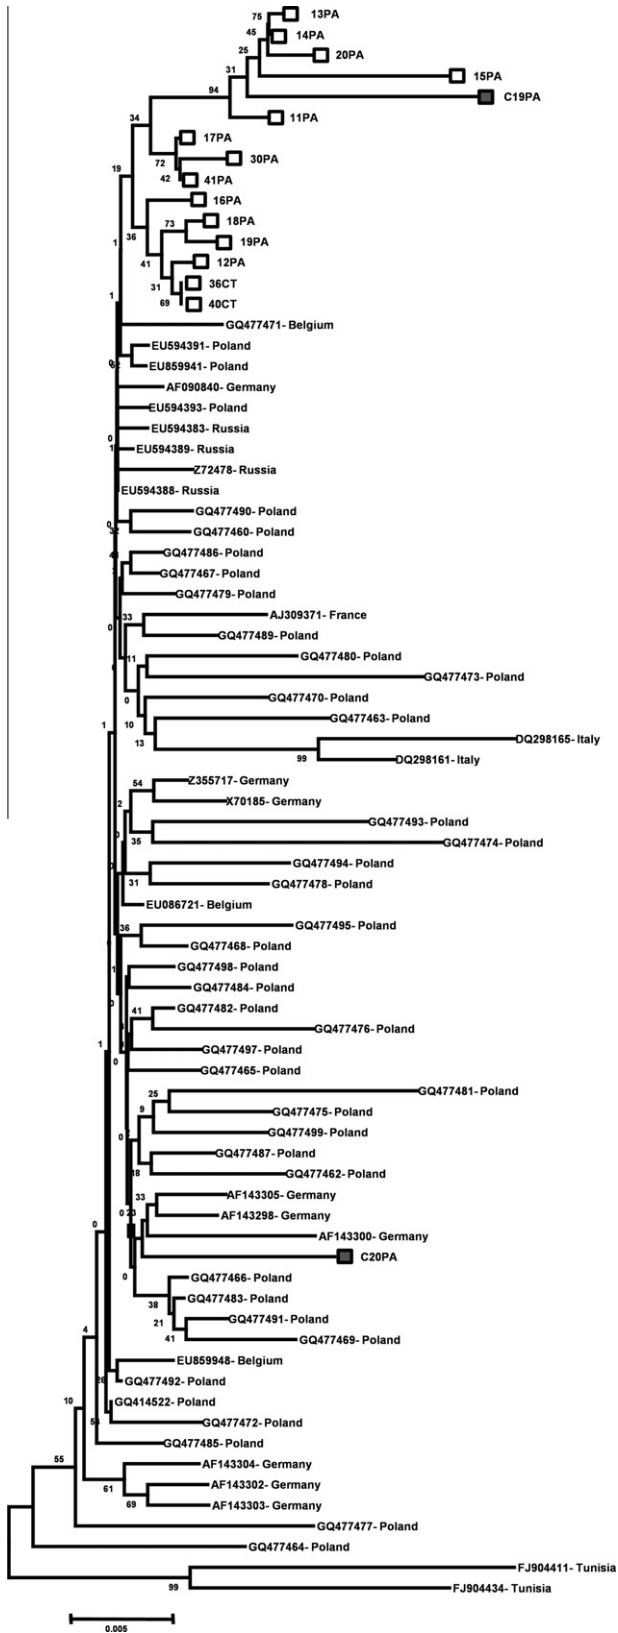 75
13PA
45
14PA
25
20PA
31
15PA
94
C19PA
11PA
34
17PA
72
30PA
42
41PA
19
16PA
73
18PA
36
19PA
41
12PA
31
36CT
69
40CT
1
1
GQ477471- Belgium
EU594391- Poland
0
EU859941- Poland
AF090840- Germany
EU594393- Poland
EU594383- Russia
0
EU594389- Russia
Z72478- Russia
EU594388- Russia
GQ477490- Poland
0
GQ477460- Poland
GQ477486- Poland
GQ477467- Poland
GQ477479- Poland
33
AJ309371- France
0
GQ477489- Poland
11
GQ477480- Poland
GQ477473- Poland
0
GQ477470- Poland
10
GQ477463- Poland
1
13
DQ298165- Italy
99
DQ298161- Italy
54
Z355717- Germany
2
X70185- Germany
GQ477493- Poland
35
GQ477474- Poland
0
GQ477494- Poland
31
GQ477478- Poland
EU086721- Belgium
36
GQ477495- Poland
GQ477468- Poland
1
GQ477498- Poland
GQ477484- Poland
0
41
GQ477482- Poland
GQ477476- Poland
1
GQ477497- Poland
0
GQ477465- Poland
25
GQ477481- Poland
9
GQ477475- Poland
0
GQ477499- Poland
GQ477487- Poland
18
GQ477462- Poland
33
AF143305- Germany
0
23
AF143298- Germany
0
AF143300- Germany
C20PA
0
GQ477466- Poland
38
GQ477483- Poland
21
GQ477491- Poland
41
GQ477469- Poland
4
EU859948- Belgium
GQ477492- Poland
10
GQ414522- Poland
GQ477472- Poland
GQ477485- Poland
55
AF143304- Germany
61
AF143302- Germany
69
AF143303- Germany
GQ477477- Poland
GQ477464- Poland
FJ904411- Tunisia
99
FJ904434- Tunisia
0.005